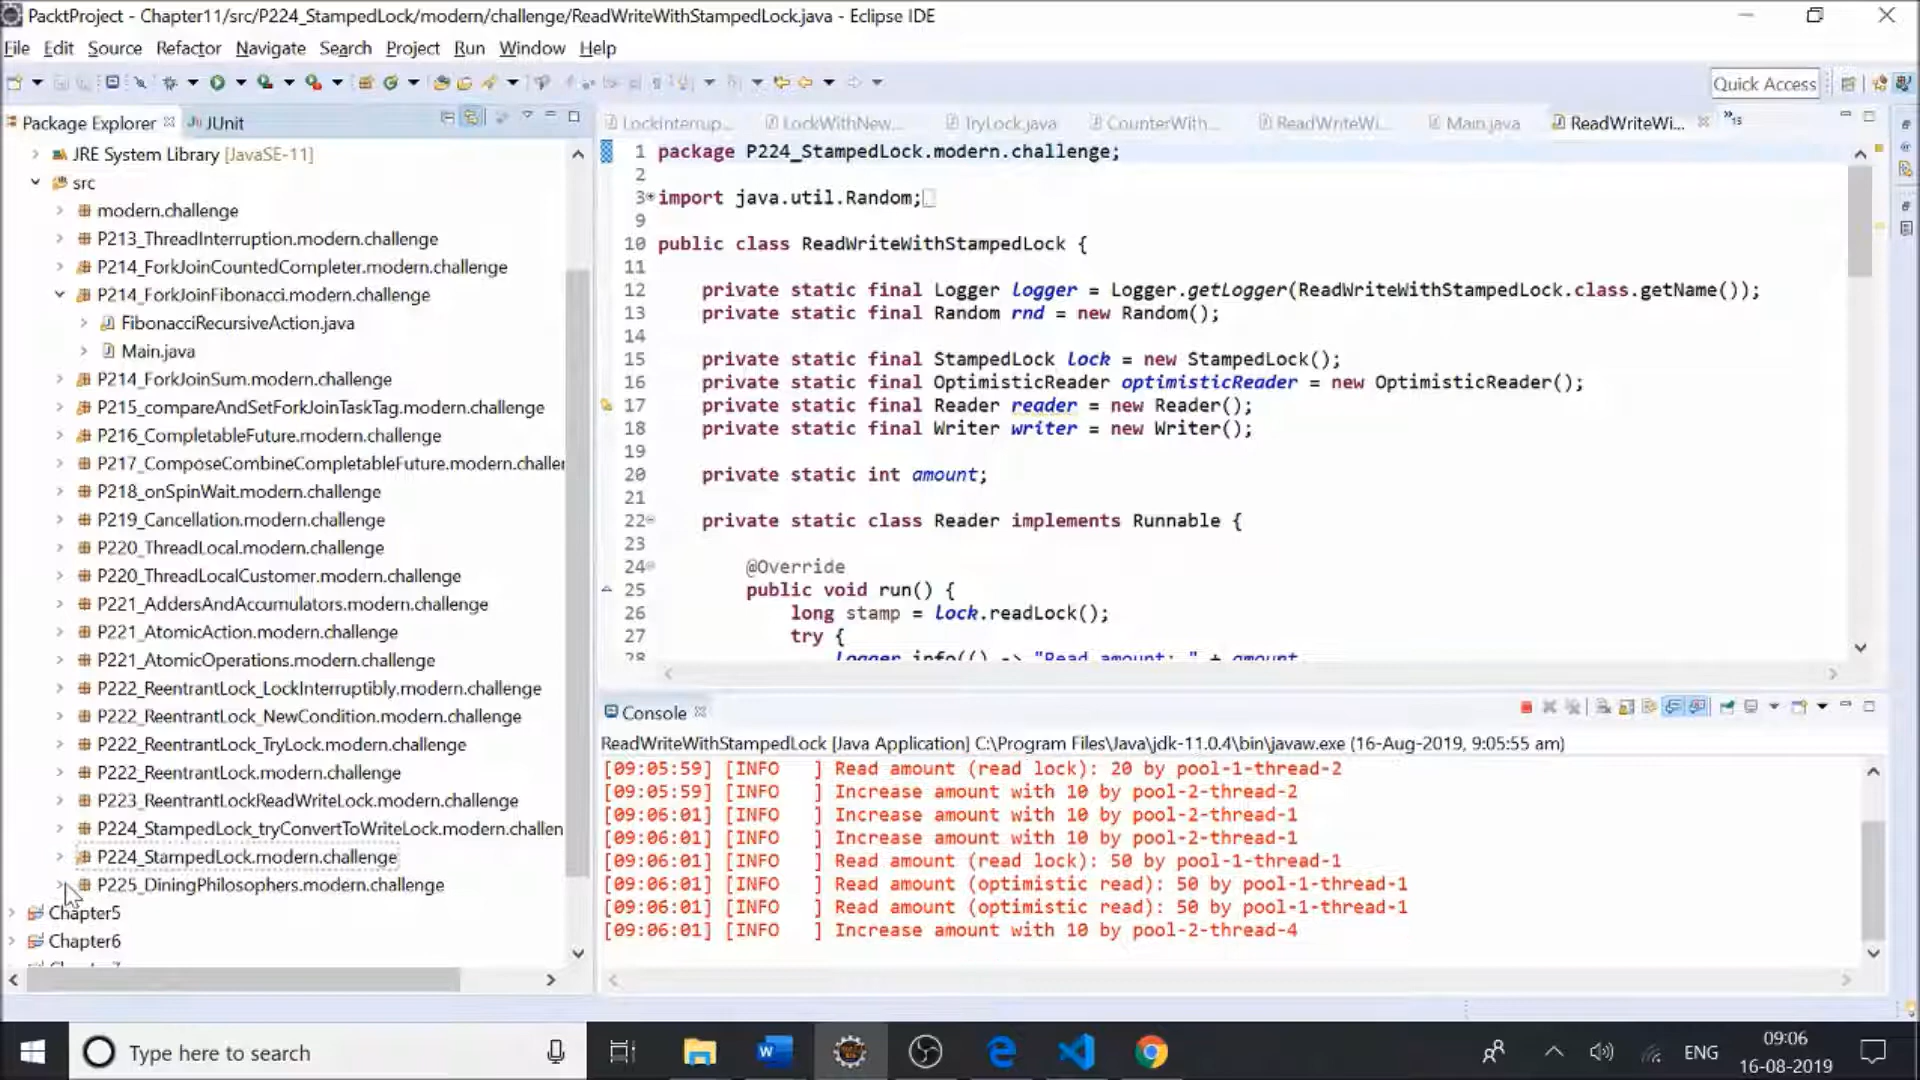 PacktProject - Chapter11/src/P224_StampedLock/modern/challenge/ReadWriteWithStampedLock.java - Eclipse IDE
File Edit Source Refactor Navigate Search Project Run Window Help
Quick Access
Package Explorer JUnit
LockInterrup... LockWithNew... TryLock.java CounterWith... ReadWriteWi... Main.java ReadWriteWi... »15
JRE System Library [JavaSE-11]
src
modern.challenge
P213_ThreadInterruption.modern.challenge
P214_ForkJoinCountedCompleter.modern.challenge
P214_ForkJoinFibonacci.modern.challenge
FibonacciRecursiveAction.java
Main.java
P214_ForkJoinSum.modern.challenge
P215_compareAndSetForkJoinTaskTag.modern.challenge
P216_CompletableFuture.modern.challenge
P217_ComposeCombineCompletableFuture.modern.challer
P218_onSpinWait.modern.challenge
P219_Cancellation.modern.challenge
P220_ThreadLocal.modern.challenge
P220_ThreadLocalCustomer.modern.challenge
P221_AddersAndAccumulators.modern.challenge
P221_AtomicAction.modern.challenge
P221_AtomicOperations.modern.challenge
P222_ReentrantLock_LockInterruptibly.modern.challenge
P222_ReentrantLock_NewCondition.modern.challenge
P222_ReentrantLock_TryLock.modern.challenge
P222_ReentrantLock.modern.challenge
P223_ReentrantLockReadWriteLock.modern.challenge
P224_StampedLock_tryConvertToWriteLock.modern.challen
P224_StampedLock.modern.challenge
P225_DiningPhilosophers.modern.challenge
Chapter5
Chapter6
1 package P224_StampedLock.modern.challenge;
2
3 import java.util.Random;
9
10 public class ReadWriteWithStampedLock {
11
12 private static final Logger logger = Logger.getLogger(ReadWriteWithStampedLock.class.getName());
13 private static final Random rnd = new Random();
14
15 private static final StampedLock lock = new StampedLock();
16 private static final OptimisticReader optimisticReader = new OptimisticReader();
17 private static final Reader reader = new Reader();
18 private static final Writer writer = new Writer();
19
20 private static int amount;
21
22 private static class Reader implements Runnable {
23
24 @Override
25 public void run() {
26 long stamp = lock.readLock();
27 try {
28 logger.info(() -> "Read amount: " + amount
Console
ReadWriteWithStampedLock [Java Application] C:\Program Files\Java\jdk-11.0.4\bin\javaw.exe (16-Aug-2019, 9:05:55 am)
[09:05:59] [INFO ] Read amount (read lock): 20 by pool-1-thread-2
[09:05:59] [INFO ] Increase amount with 10 by pool-2-thread-2
[09:06:01] [INFO ] Increase amount with 10 by pool-2-thread-1
[09:06:01] [INFO ] Increase amount with 10 by pool-2-thread-1
[09:06:01] [INFO ] Read amount (read lock): 50 by pool-1-thread-1
[09:06:01] [INFO ] Read amount (optimistic read): 50 by pool-1-thread-1
[09:06:01] [INFO ] Read amount (optimistic read): 50 by pool-1-thread-1
[09:06:01] [INFO ] Increase amount with 10 by pool-2-thread-4
Type here to search
ENG
09:06
16-08-2019